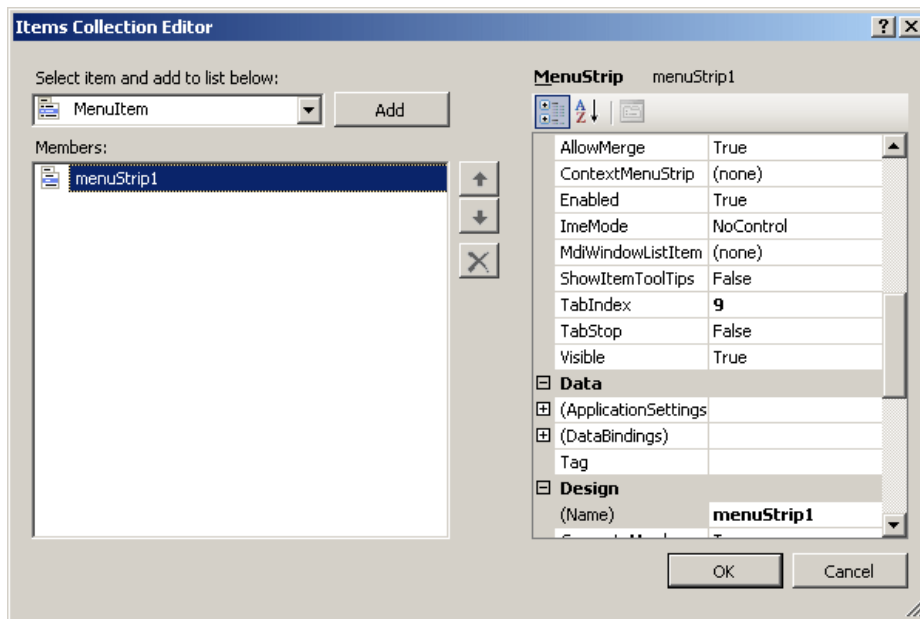 Items Collection Editor
Select item and add to list below:
MenuItem
Add
Members:
menuStrip1
MenuStrip menuStrip1
AllowMerge True
ContextMenuStrip (none)
Enabled True
ImeMode NoControl
MdiWindowListItem (none)
ShowItemToolTips False
TabIndex 9
TabStop False
Visible True
Data
(ApplicationSettings
(DataBindings)
Tag
Design
(Name) menuStrip1
OK
Cancel